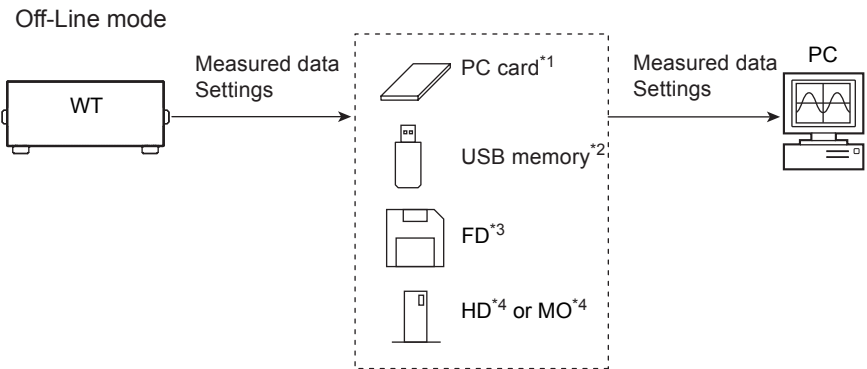 Off-Line mode
WT
Measured data
Settings
PC card*1
USB memory*2
FD*3
HD*4 or MO*4
Measured data
Settings
PC